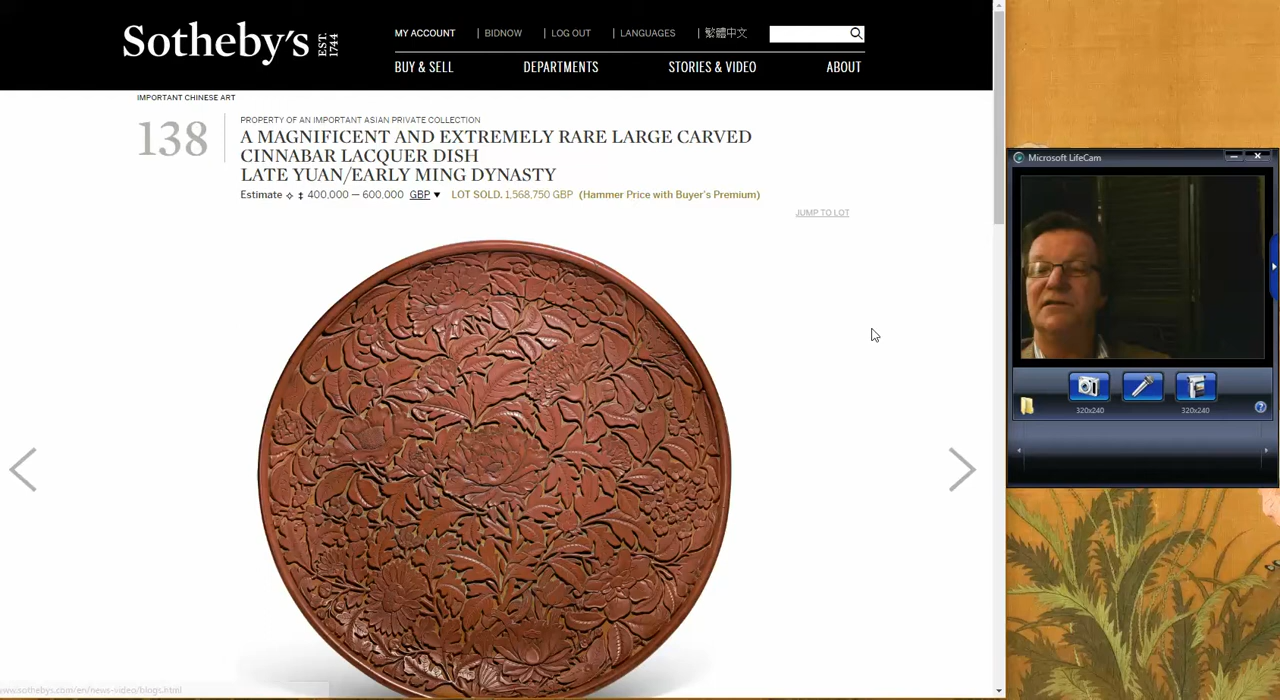 Sotheby's EST. 1744
MY ACCOUNT | BIDNOW | LOG OUT | LANGUAGES | 繁體中文
BUY & SELL DEPARTMENTS STORIES & VIDEO ABOUT
IMPORTANT CHINESE ART
138
PROPERTY OF AN IMPORTANT ASIAN PRIVATE COLLECTION
A MAGNIFICENT AND EXTREMELY RARE LARGE CARVED
CINNABAR LACQUER DISH
LATE YUAN/EARLY MING DYNASTY
Estimate 400,000 — 600,000 GBP ▼ LOT SOLD. 1,568,750 GBP (Hammer Price with Buyer's Premium)
JUMP TO LOT
Microsoft LifeCam
320x240 320x240
www.sothebys.com/en/news-video/blogs.html